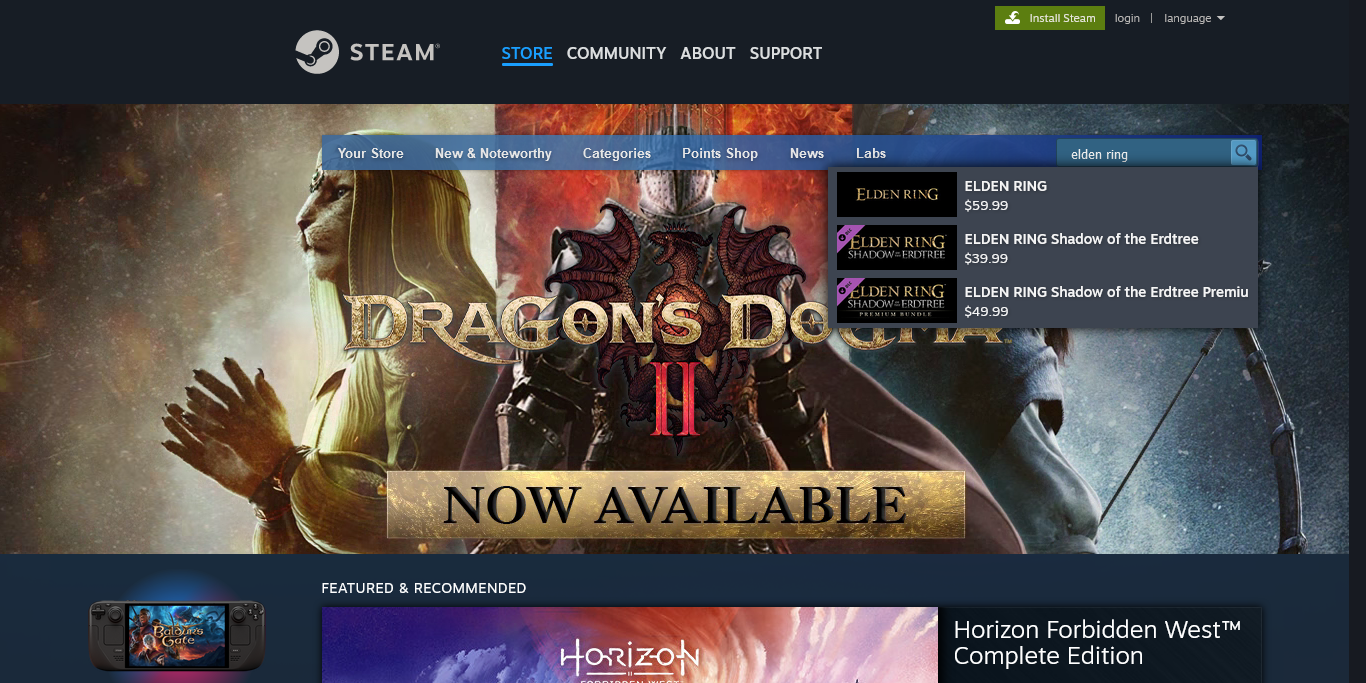 Install Steam
login
|
language
STEAM®
STORE
COMMUNITY
ABOUT
SUPPORT
Your Store
New & Noteworthy
Categories
Points Shop
News
Labs
elden ring
ELDEN RING
ELDEN RING
$59.99
ELDEN RING
SHADOW OF THE ERDTREE
ELDEN RING Shadow of the Erdtree
$39.99
ELDEN RING
SHADOW OF THE ERDTREE
PREMIUM BUNDLE
ELDEN RING Shadow of the Erdtree Premiu
$49.99
DRAGON'S DOGMA™
II
NOW AVAILABLE
FEATURED & RECOMMENDED
BALDUR'S
GATE
HORIZON
FORBIDDEN WEST
Horizon Forbidden West™
Complete Edition